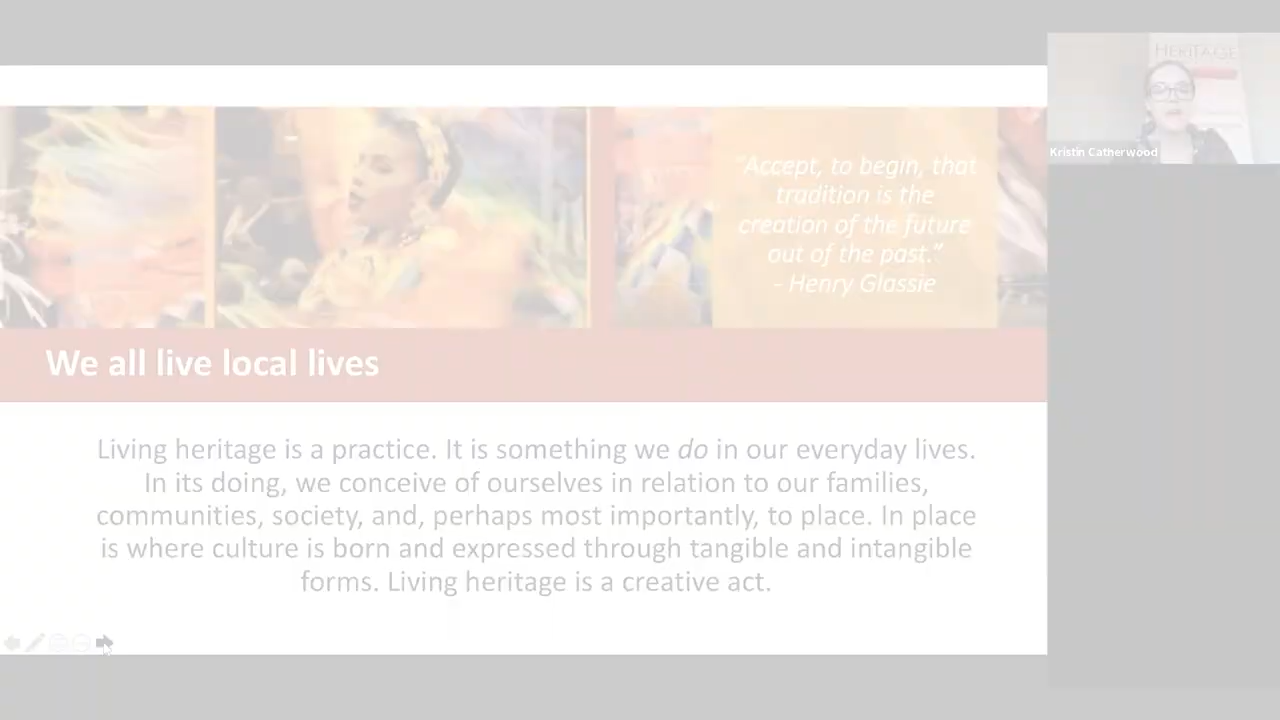 HERITAGE
Kristin Catherwood
"Accept, to begin, that
tradition is the
creation of the future
out of the past."
- Henry Glassie
We all live local lives
Living heritage is a practice. It is something we do in our everyday lives.
In its doing, we conceive of ourselves in relation to our families,
communities, society, and, perhaps most importantly, to place. In place
is where culture is born and expressed through tangible and intangible
forms. Living heritage is a creative act.